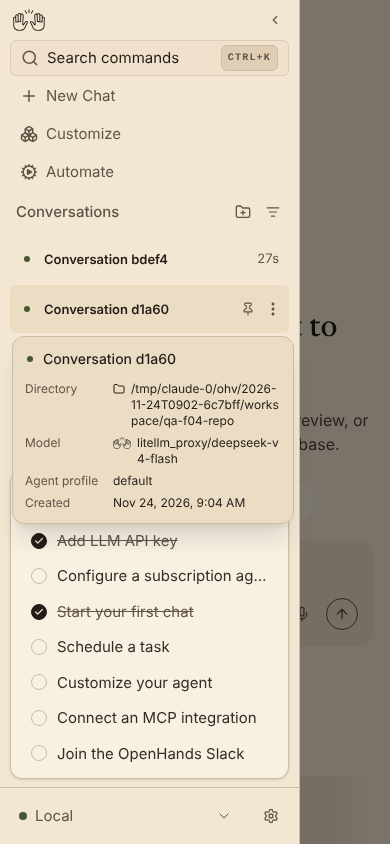 Search commands
CTRL+K
New Chat
Customize
Automate
Conversations
Conversation bdef4
27s
Conversation d1a60
Conversation d1a60
Directory
/tmp/claude-0/ohv/2026-
11-24T0902-6c7bff/works
pace/qa-f04-repo
Model
litellm_proxy/deepseek-v
4-flash
Agent profile
default
Created
Nov 24, 2026, 9:04 AM
Add LLM API key
Configure a subscription ag...
Start your first chat
Schedule a task
Customize your agent
Connect an MCP integration
Join the OpenHands Slack
Local
to
review, or
base.